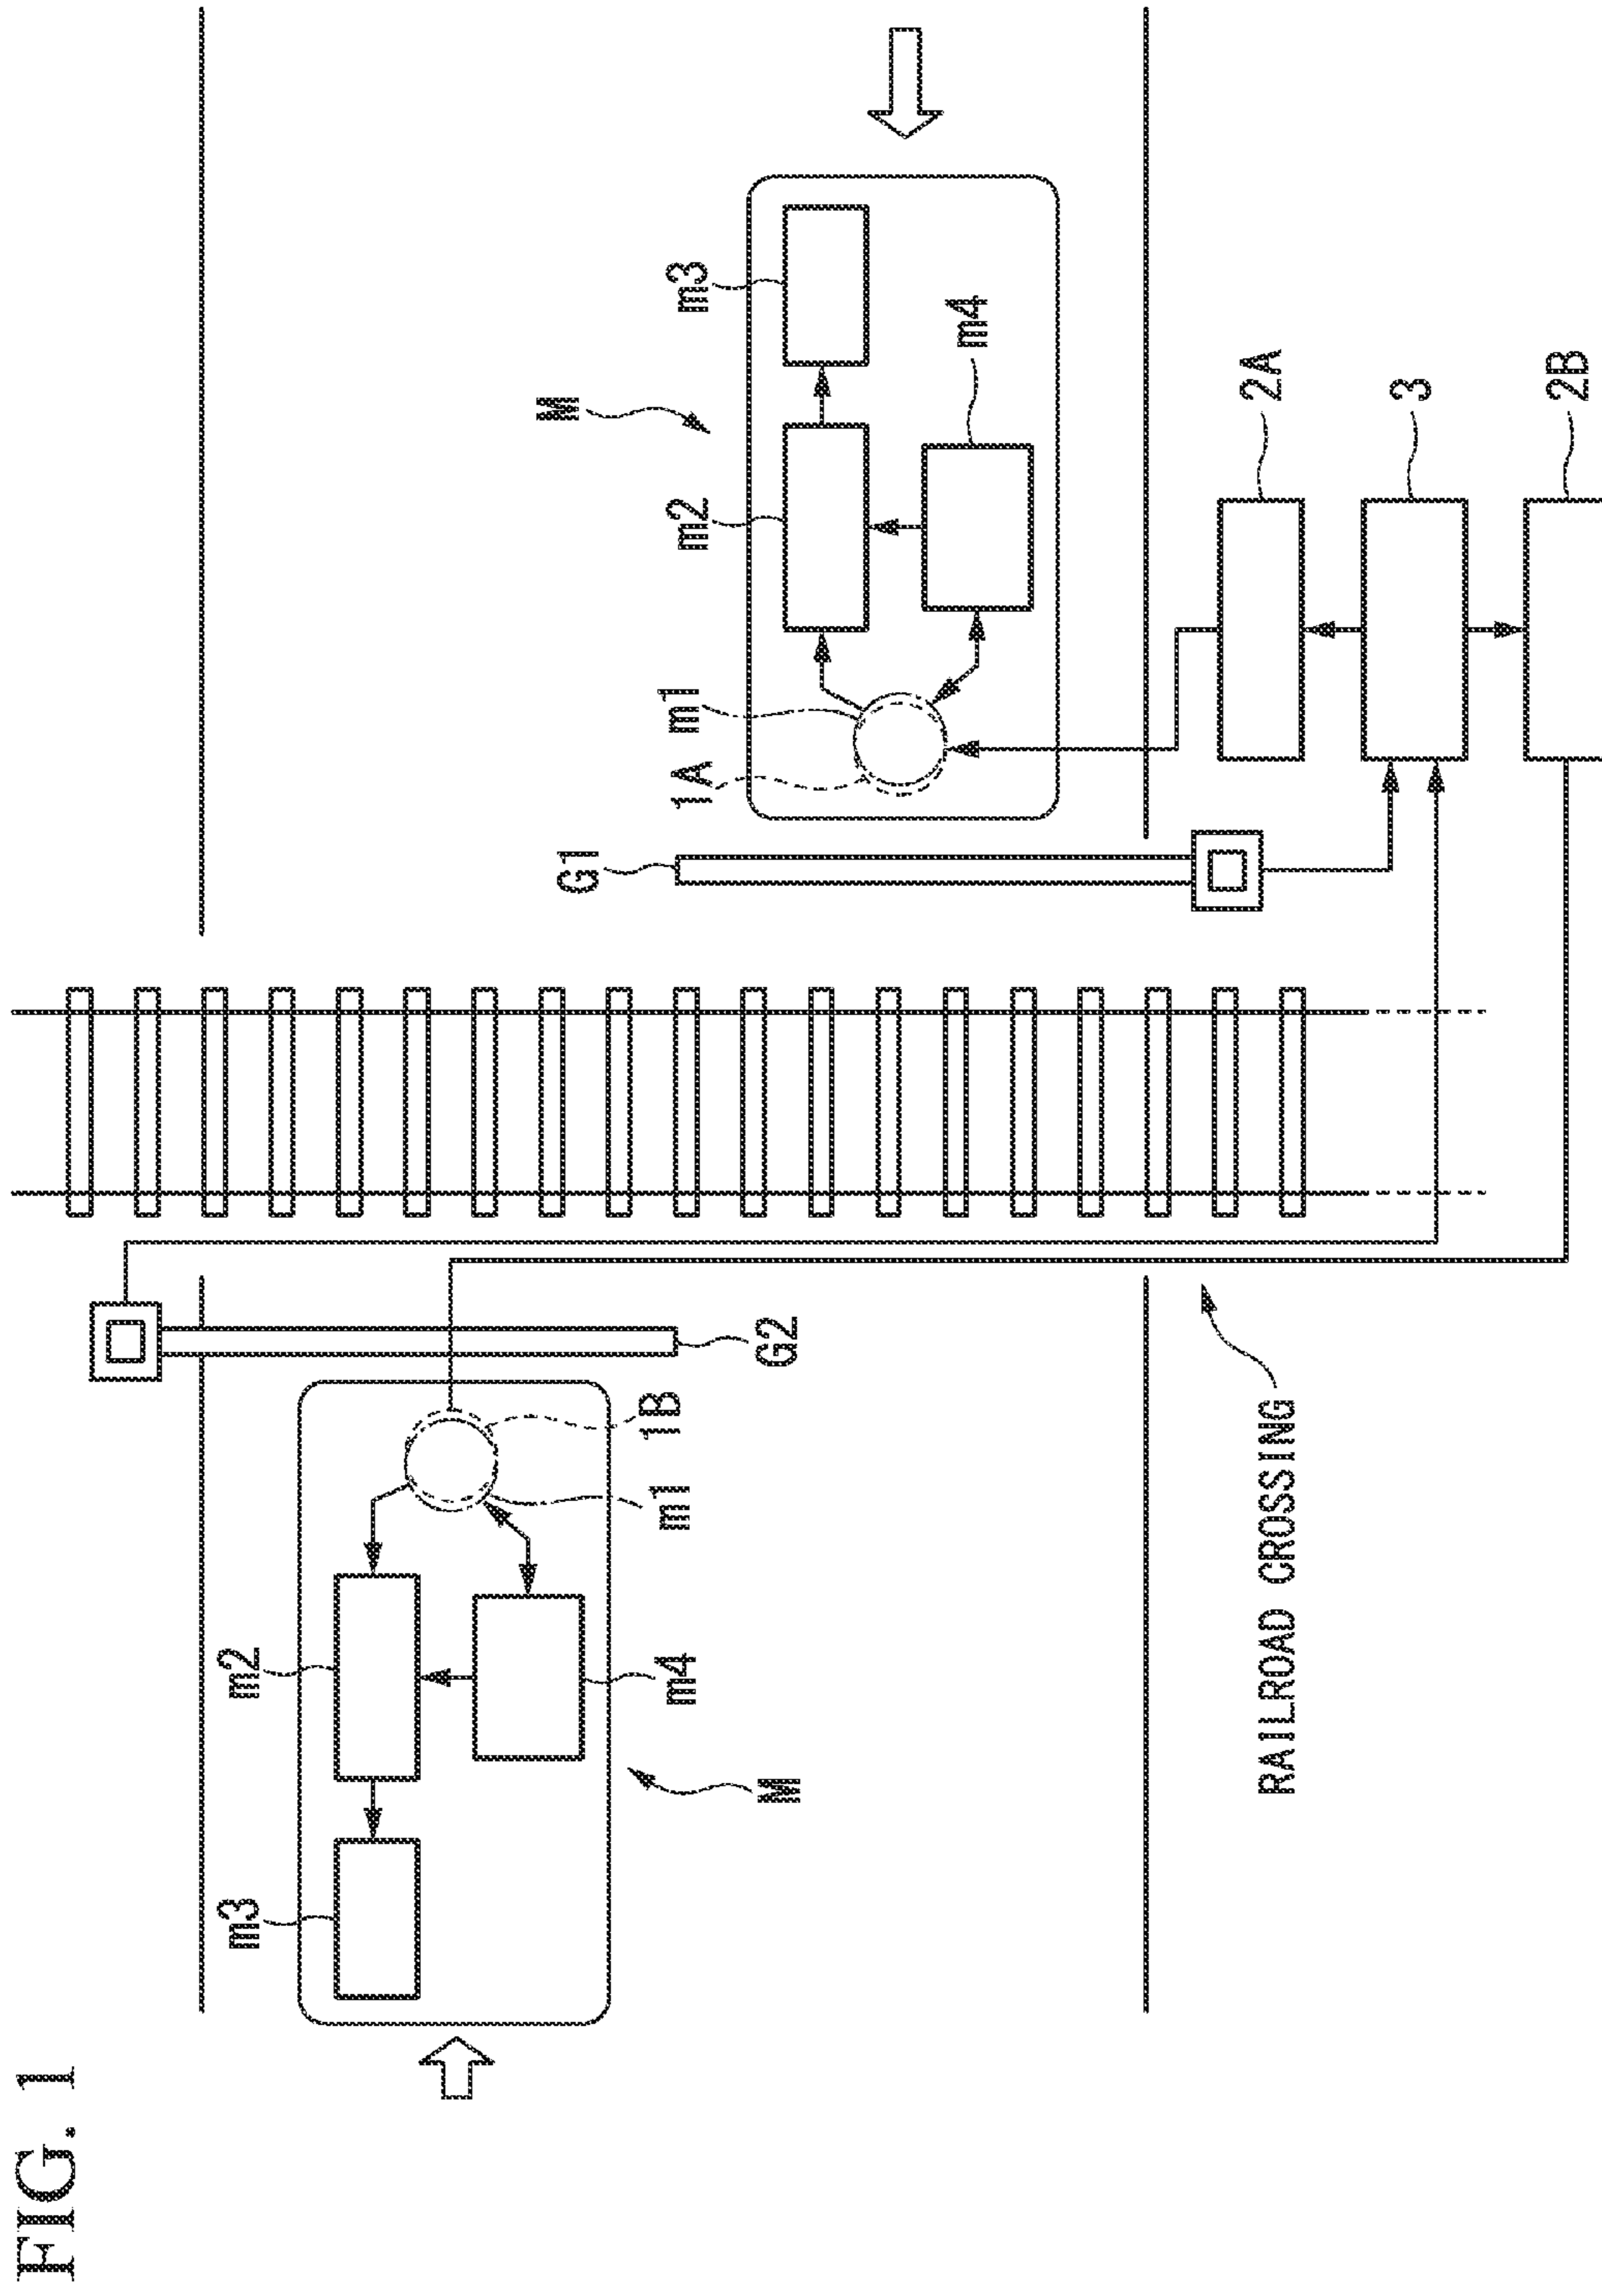 FIG. 1
m3
m2
M
G1
m4
m1
1B
1A
m1
m2
m3
M
G2
m4
RAILROAD CROSSING
2A
3
2B